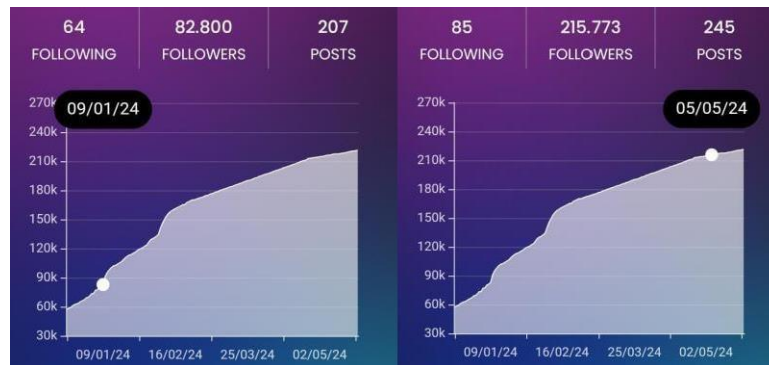 64 82.800 207
FOLLOWING FOLLOWERS POSTS
09/01/24
270k
240k
210k
180k
150k
120k
90k
60k
30k
09/01/24 16/02/24 25/03/24 02/05/24
85 215.773 245
FOLLOWING FOLLOWERS POSTS
05/05/24
270k
240k
210k
180k
150k
120k
90k
60k
30k
09/01/24 16/02/24 25/03/24 02/05/24